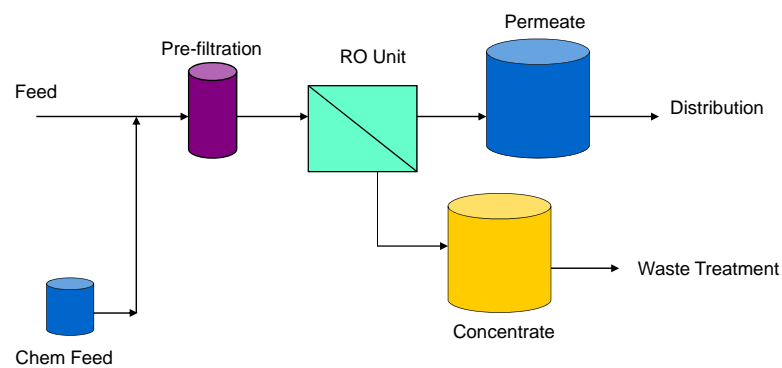 Permeate
Pre-filtration
RO Unit
Feed
Distribution
Waste Treatment
Concentrate
Chem Feed